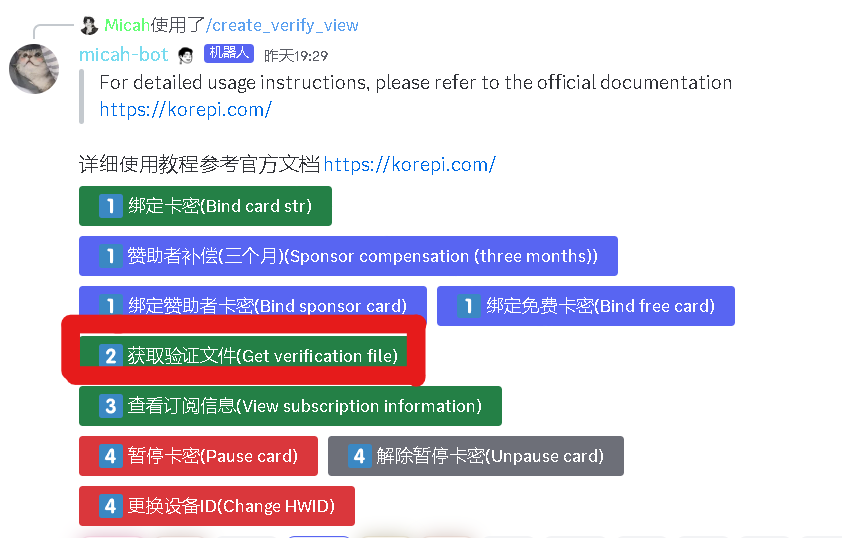 Micah使用了/create_verify_view
micah-bot 机器人 昨天19:29
For detailed usage instructions, please refer to the official documentation
https://korepi.com/
详细使用教程参考官方文档https://korepi.com/
1 绑定卡密(Bind card str)
1 赞助者补偿(三个月)(Sponsor compensation (three months))
1 绑定赞助者卡密(Bind sponsor card) 1 绑定免费卡密(Bind free card)
2 获取验证文件(Get verification file)
3 查看订阅信息(View subscription information)
4 暂停卡密(Pause card) 4 解除暂停卡密(Unpause card)
4 更换设备ID(Change HWID)